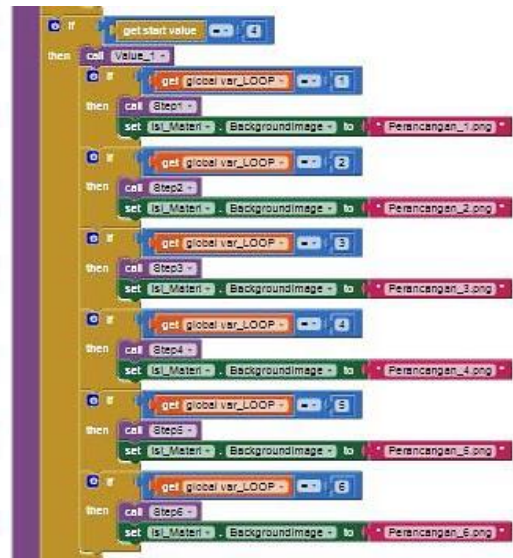 if get start value = 4
then call Value_1
if get global var_LOOP = 1
then call Step1
set Isi_Materi . BackgroundImage to " Perancangan_1.png "
if get global var_LOOP = 2
then call Step2
set Isi_Materi . BackgroundImage to " Perancangan_2.png "
if get global var_LOOP = 3
then call Step3
set Isi_Materi . BackgroundImage to " Perancangan_3.png "
if get global var_LOOP = 4
then call Step4
set Isi_Materi . BackgroundImage to " Perancangan_4.png "
if get global var_LOOP = 5
then call Step5
set Isi_Materi . BackgroundImage to " Perancangan_5.png "
if get global var_LOOP = 6
then call Step6
set Isi_Materi . BackgroundImage to " Perancangan_6.png "